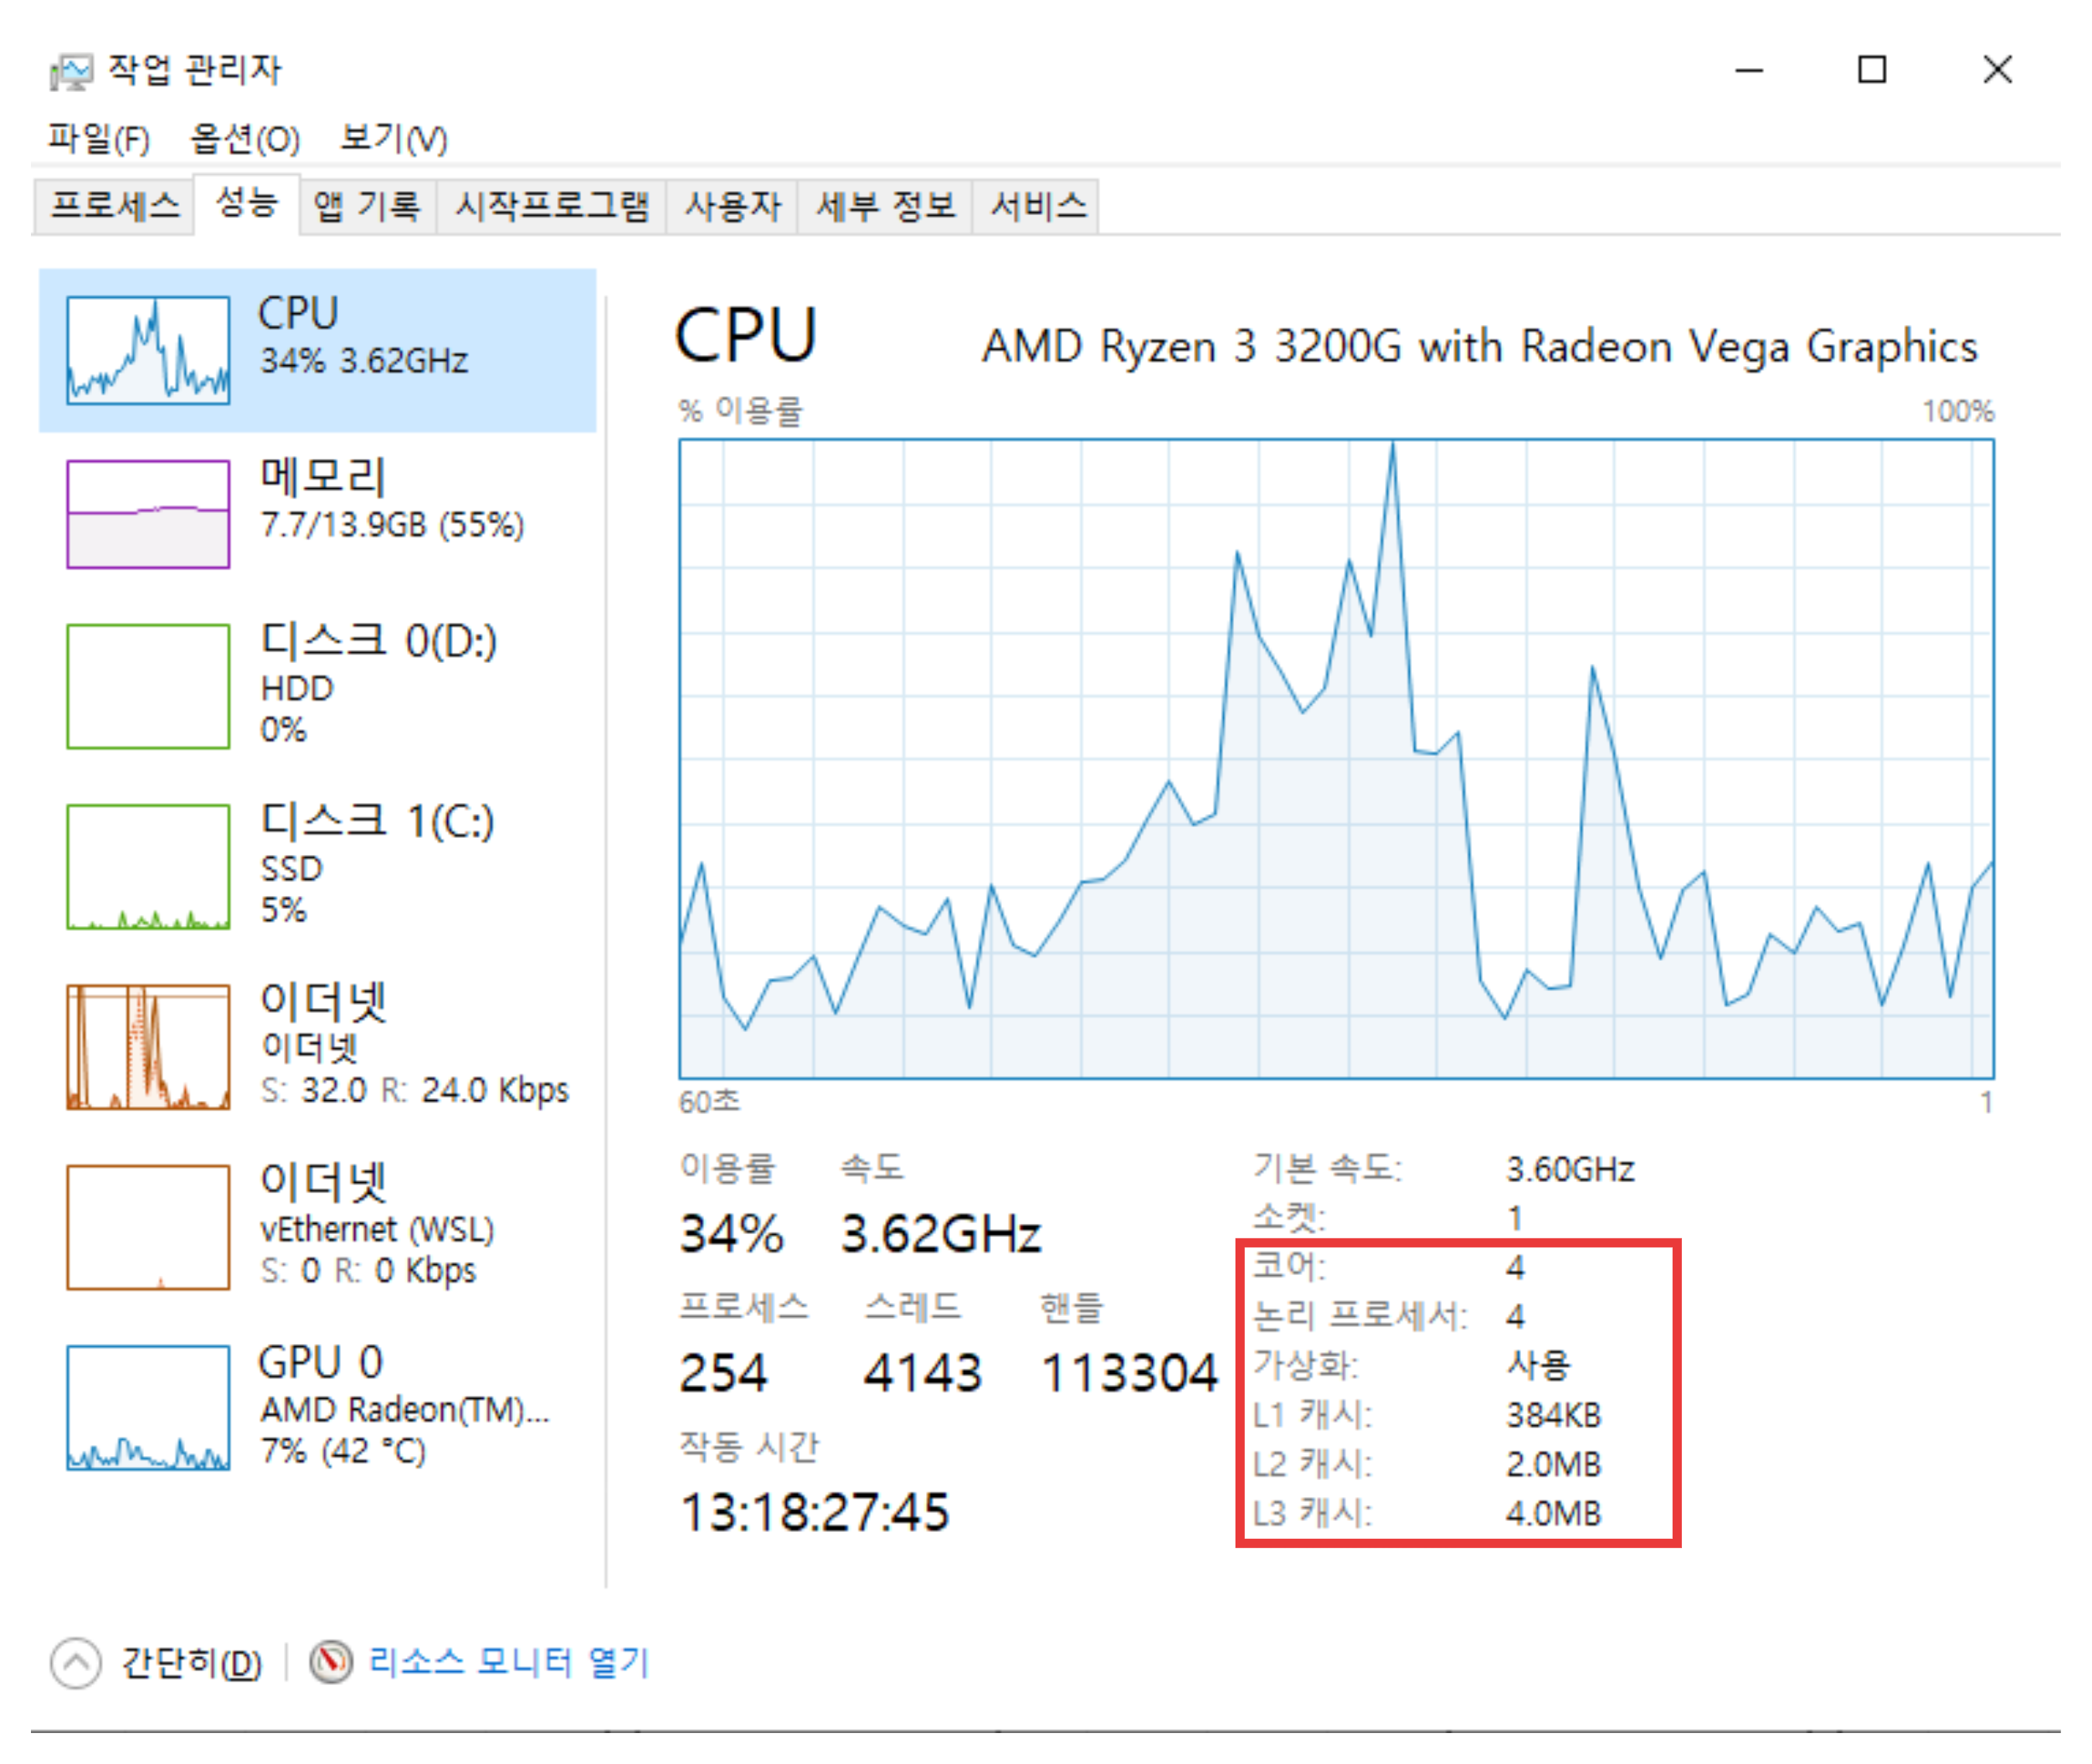 작업 관리자
파일(F) 옵션(O) 보기(V)
프로세스 성능 앱 기록 시작프로그램 사용자 세부 정보 서비스
CPU
34% 3.62GHz
메모리
7.7/13.9GB (55%)
디스크 0(D:)
HDD
0%
디스크 1(C:)
SSD
5%
이더넷
이더넷
S: 32.0 R: 24.0 Kbps
이더넷
vEthernet (WSL)
S: 0 R: 0 Kbps
GPU 0
AMD Radeon(TM)...
7% (42 °C)
CPU AMD Ryzen 3 3200G with Radeon Vega Graphics
% 이용률 100%
60초 1
이용률 속도
34% 3.62GHz
프로세스 스레드 핸들
254 4143 113304
작동 시간
13:18:27:45
기본 속도: 3.60GHz
소켓: 1
코어: 4
논리 프로세서: 4
가상화: 사용
L1 캐시: 384KB
L2 캐시: 2.0MB
L3 캐시: 4.0MB
간단히(D) 리소스 모니터 열기